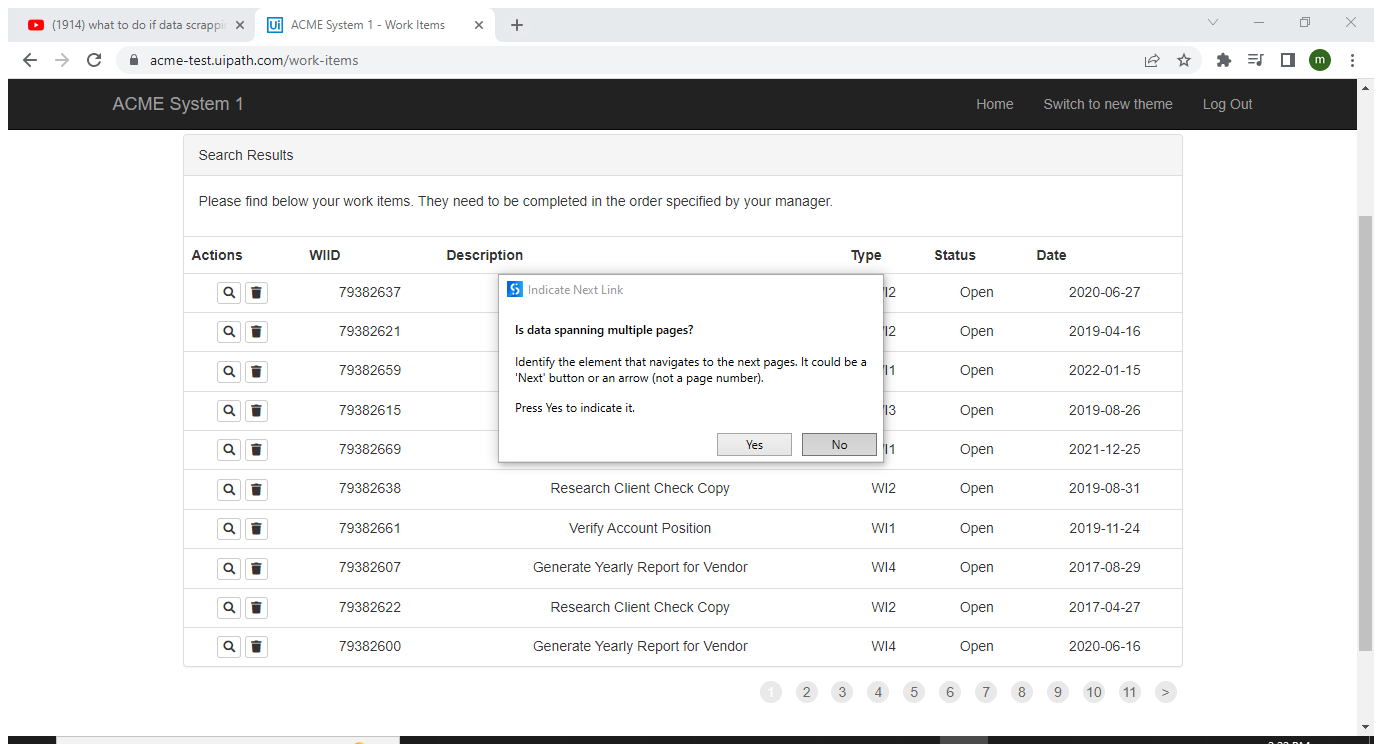 (1914) what to do if data scrappi
ACME System 1 - Work Items
acme-test.uipath.com/work-items
m
ACME System 1
Home
Switch to new theme
Log Out
Search Results
Please find below your work items. They need to be completed in the order specified by your manager.
Actions WIID Description Type Status Date
79382637 I2 Open 2020-06-27
79382621 I2 Open 2019-04-16
79382659 I1 Open 2022-01-15
79382615 I3 Open 2019-08-26
79382669 I1 Open 2021-12-25
79382638 Research Client Check Copy WI2 Open 2019-08-31
79382661 Verify Account Position WI1 Open 2019-11-24
79382607 Generate Yearly Report for Vendor WI4 Open 2017-08-29
79382622 Research Client Check Copy WI2 Open 2017-04-27
79382600 Generate Yearly Report for Vendor WI4 Open 2020-06-16
Indicate Next Link
Is data spanning multiple pages?
Identify the element that navigates to the next pages. It could be a
'Next' button or an arrow (not a page number).
Press Yes to indicate it.
Yes
No
1 2 3 4 5 6 7 8 9 10 11 >